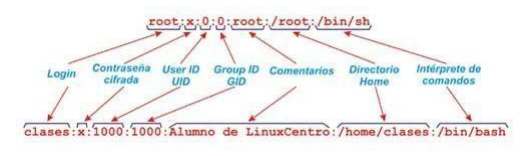 root:x:0:0:root:/root:/bin/sh
Login Contraseña cifrada User ID UID Group ID GID Comentarios Directorio Home Intérprete de comandos
clases:x:1000:1000:Alumno de LinuxCentro:/home/clases:/bin/bash